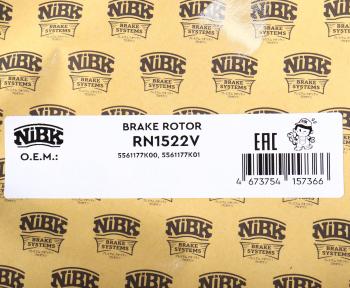 NiBK
BRAKE ROTOR
RN1522V
O.E.M.:
5561177K00, 5561177K01
EAC
4 673754 157366
NiBK
BRAKE
SYSTEMS